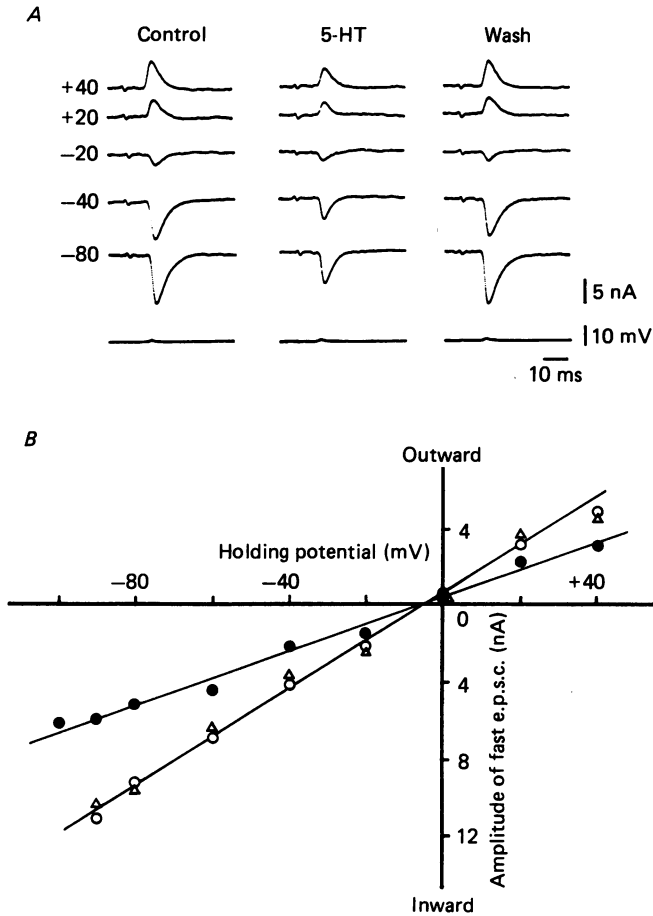 A
Control 5-HT Wash
+40
+20
−20
−40
−80
5 nA
10 mV
10 ms
B
Outward
4
Holding potential (mV)
−80 −40 +40
0
4
8
12
Amplitude of fast e.p.s.c. (nA)
Inward